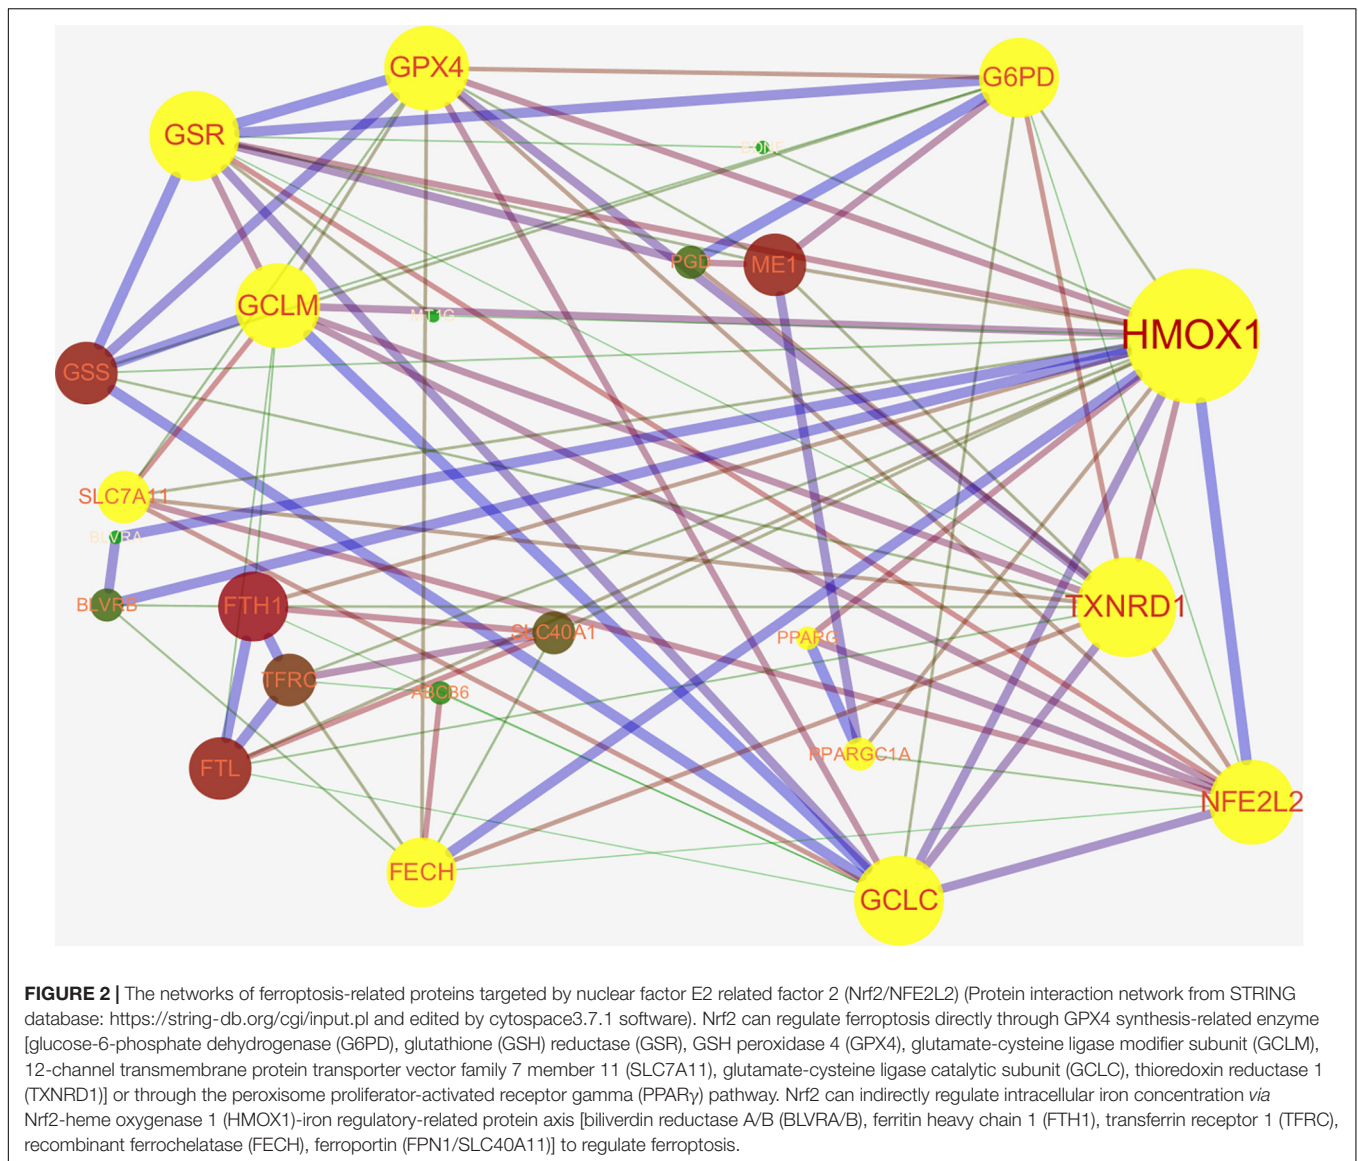 GPX4
G6PD
GSR
BDNF
PGD
ME1
GCLM
MT1G
HMOX1
GSS
SLC7A11
BLVRA
BLVRB
FTH1
TXNRD1
SLC40A1
PPARG
TFRC
ABCB6
PPARGC1A
FTL
NFE2L2
FECH
GCLC
FIGURE 2 | The networks of ferroptosis-related proteins targeted by nuclear factor E2 related factor 2 (Nrf2/NFE2L2) (Protein interaction network from STRING
database: https://string-db.org/cgi/input.pl and edited by cytospace3.7.1 software). Nrf2 can regulate ferroptosis directly through GPX4 synthesis-related enzyme
[glucose-6-phosphate dehydrogenase (G6PD), glutathione (GSH) reductase (GSR), GSH peroxidase 4 (GPX4), glutamate-cysteine ligase modifier subunit (GCLM),
12-channel transmembrane protein transporter vector family 7 member 11 (SLC7A11), glutamate-cysteine ligase catalytic subunit (GCLC), thioredoxin reductase 1
(TXNRD1)] or through the peroxisome proliferator-activated receptor gamma (PPARγ) pathway. Nrf2 can indirectly regulate intracellular iron concentration via
Nrf2-heme oxygenase 1 (HMOX1)-iron regulatory-related protein axis [biliverdin reductase A/B (BLVRA/B), ferritin heavy chain 1 (FTH1), transferrin receptor 1 (TFRC),
recombinant ferrochelatase (FECH), ferroportin (FPN1/SLC40A11)] to regulate ferroptosis.